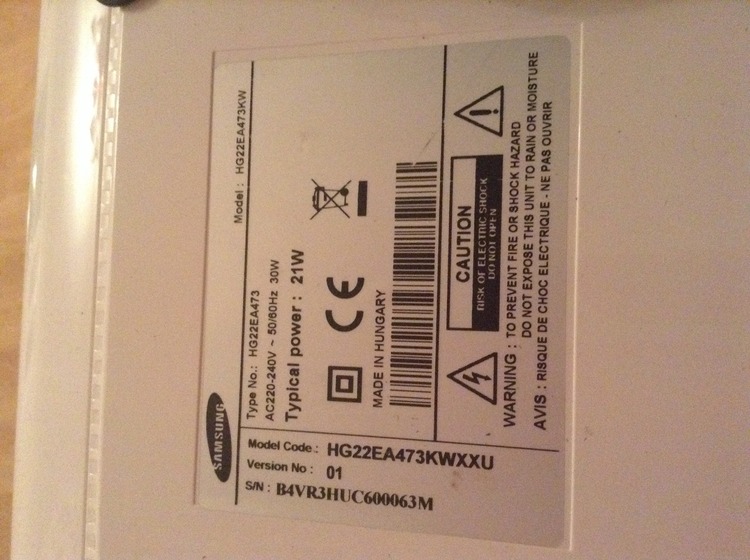 SAMSUNG
Model : HG22EA473KW
Type No.: HG22EA473
AC220-240V ~ 50/60Hz 30W
Typical power : 21W
MADE IN HUNGARY
CAUTION
RISK OF ELECTRIC SHOCK
DO NOT OPEN
WARNING : TO PREVENT FIRE OR SHOCK HAZARD
DO NOT EXPOSE THIS UNIT TO RAIN OR MOISTURE
AVIS : RISQUE DE CHOC ELECTRIQUE - NE PAS OUVRIR
Model Code : HG22EA473KWXXU
Version No : 01
S/N : B4VR3HUC600063M